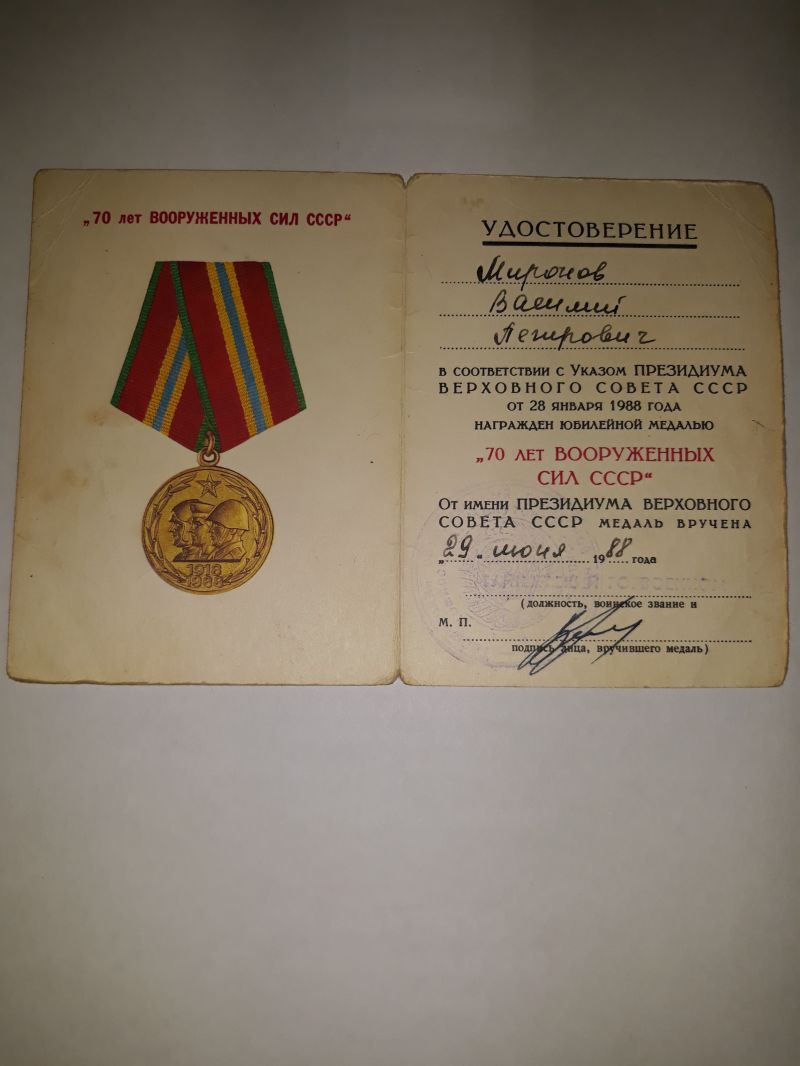 „70 лет ВООРУЖЕННЫХ СИЛ СССР“
1918
1988
УДОСТОВЕРЕНИЕ
Миронов
Василий
В СООТВЕТСТВИИ С УКАЗОМ ПРЕЗИДИУМА
ВЕРХОВНОГО СОВЕТА СССР
ОТ 28 ЯНВАРЯ 1988 ГОДА
НАГРАЖДЕН ЮБИЛЕЙНОЙ МЕДАЛЬЮ
„70 ЛЕТ ВООРУЖЕННЫХ
СИЛ СССР“
ОТ ИМЕНИ ПРЕЗИДИУМА ВЕРХОВНОГО
СОВЕТА СССР МЕДАЛЬ ВРУЧЕНА
„29“ июня 1988 года
(должность, воинское звание и
М. П.
подпись лица, вручившего медаль)